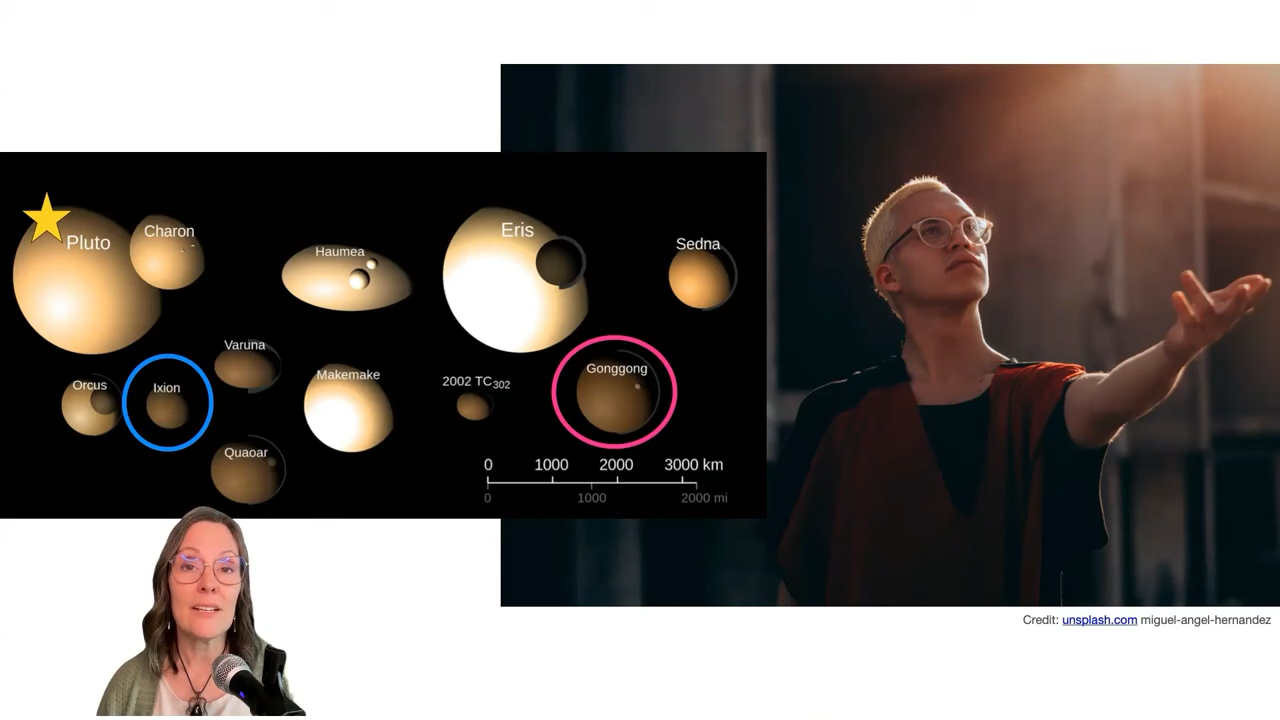 Pluto
Charon
Haumea
Eris
Sedna
Varuna
Orcus
Ixion
Makemake
2002 TC302
Gonggong
Quaoar
0 1000 2000 3000 km
0 1000 2000 mi
Credit: unsplash.com miguel-angel-hernandez